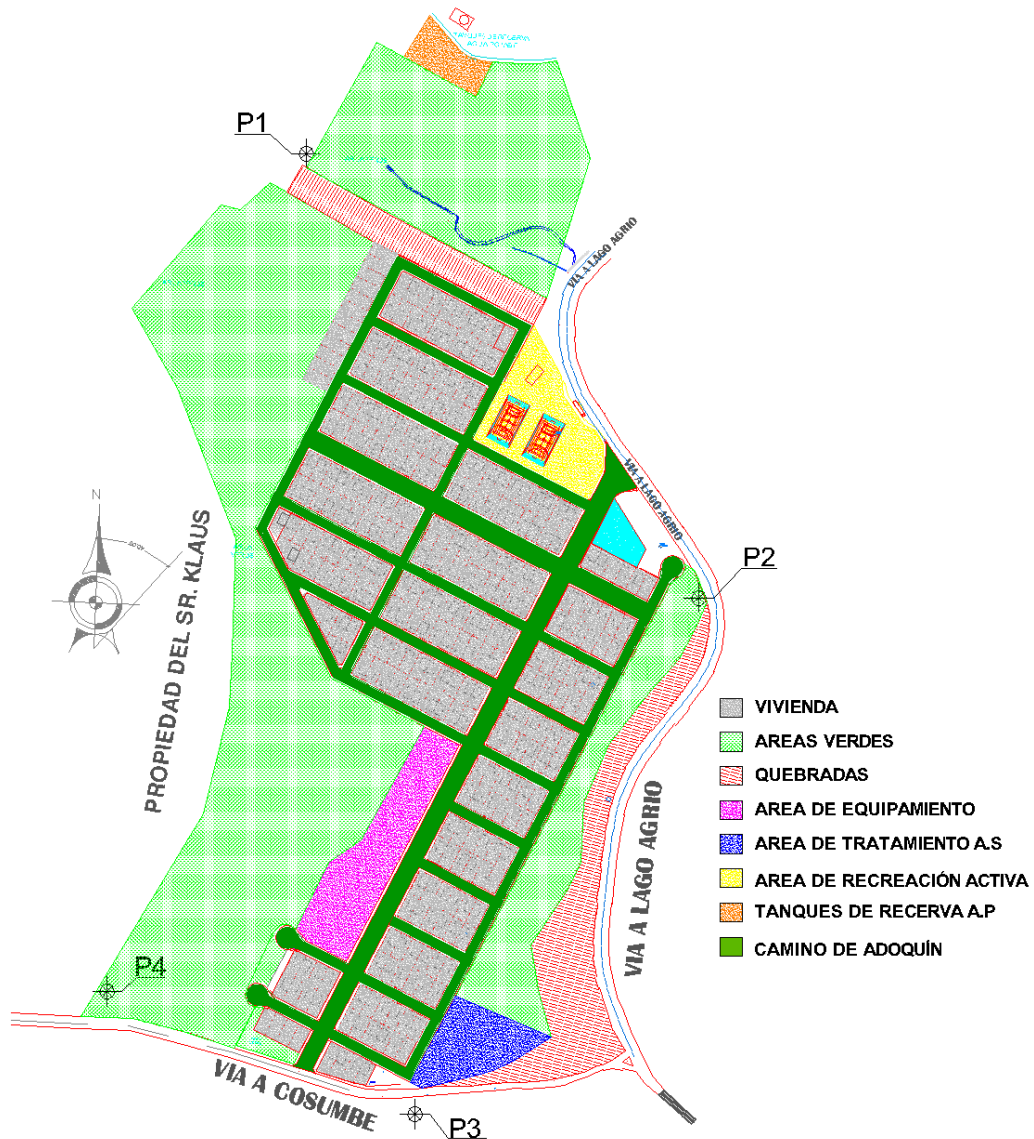 P1
VIA A LAGO AGRIO
VIA A LAGO AGRIO
N
PROPIEDAD DEL SR. KLAUS
P2
VIVIENDA
AREAS VERDES
QUEBRADAS
AREA DE EQUIPAMIENTO
AREA DE TRATAMIENTO A.S
AREA DE RECREACIÓN ACTIVA
TANQUES DE RECERVA A.P
CAMINO DE ADOQUÍN
VIA A LAGO AGRIO
P4
VIA A COSUMBE
P3